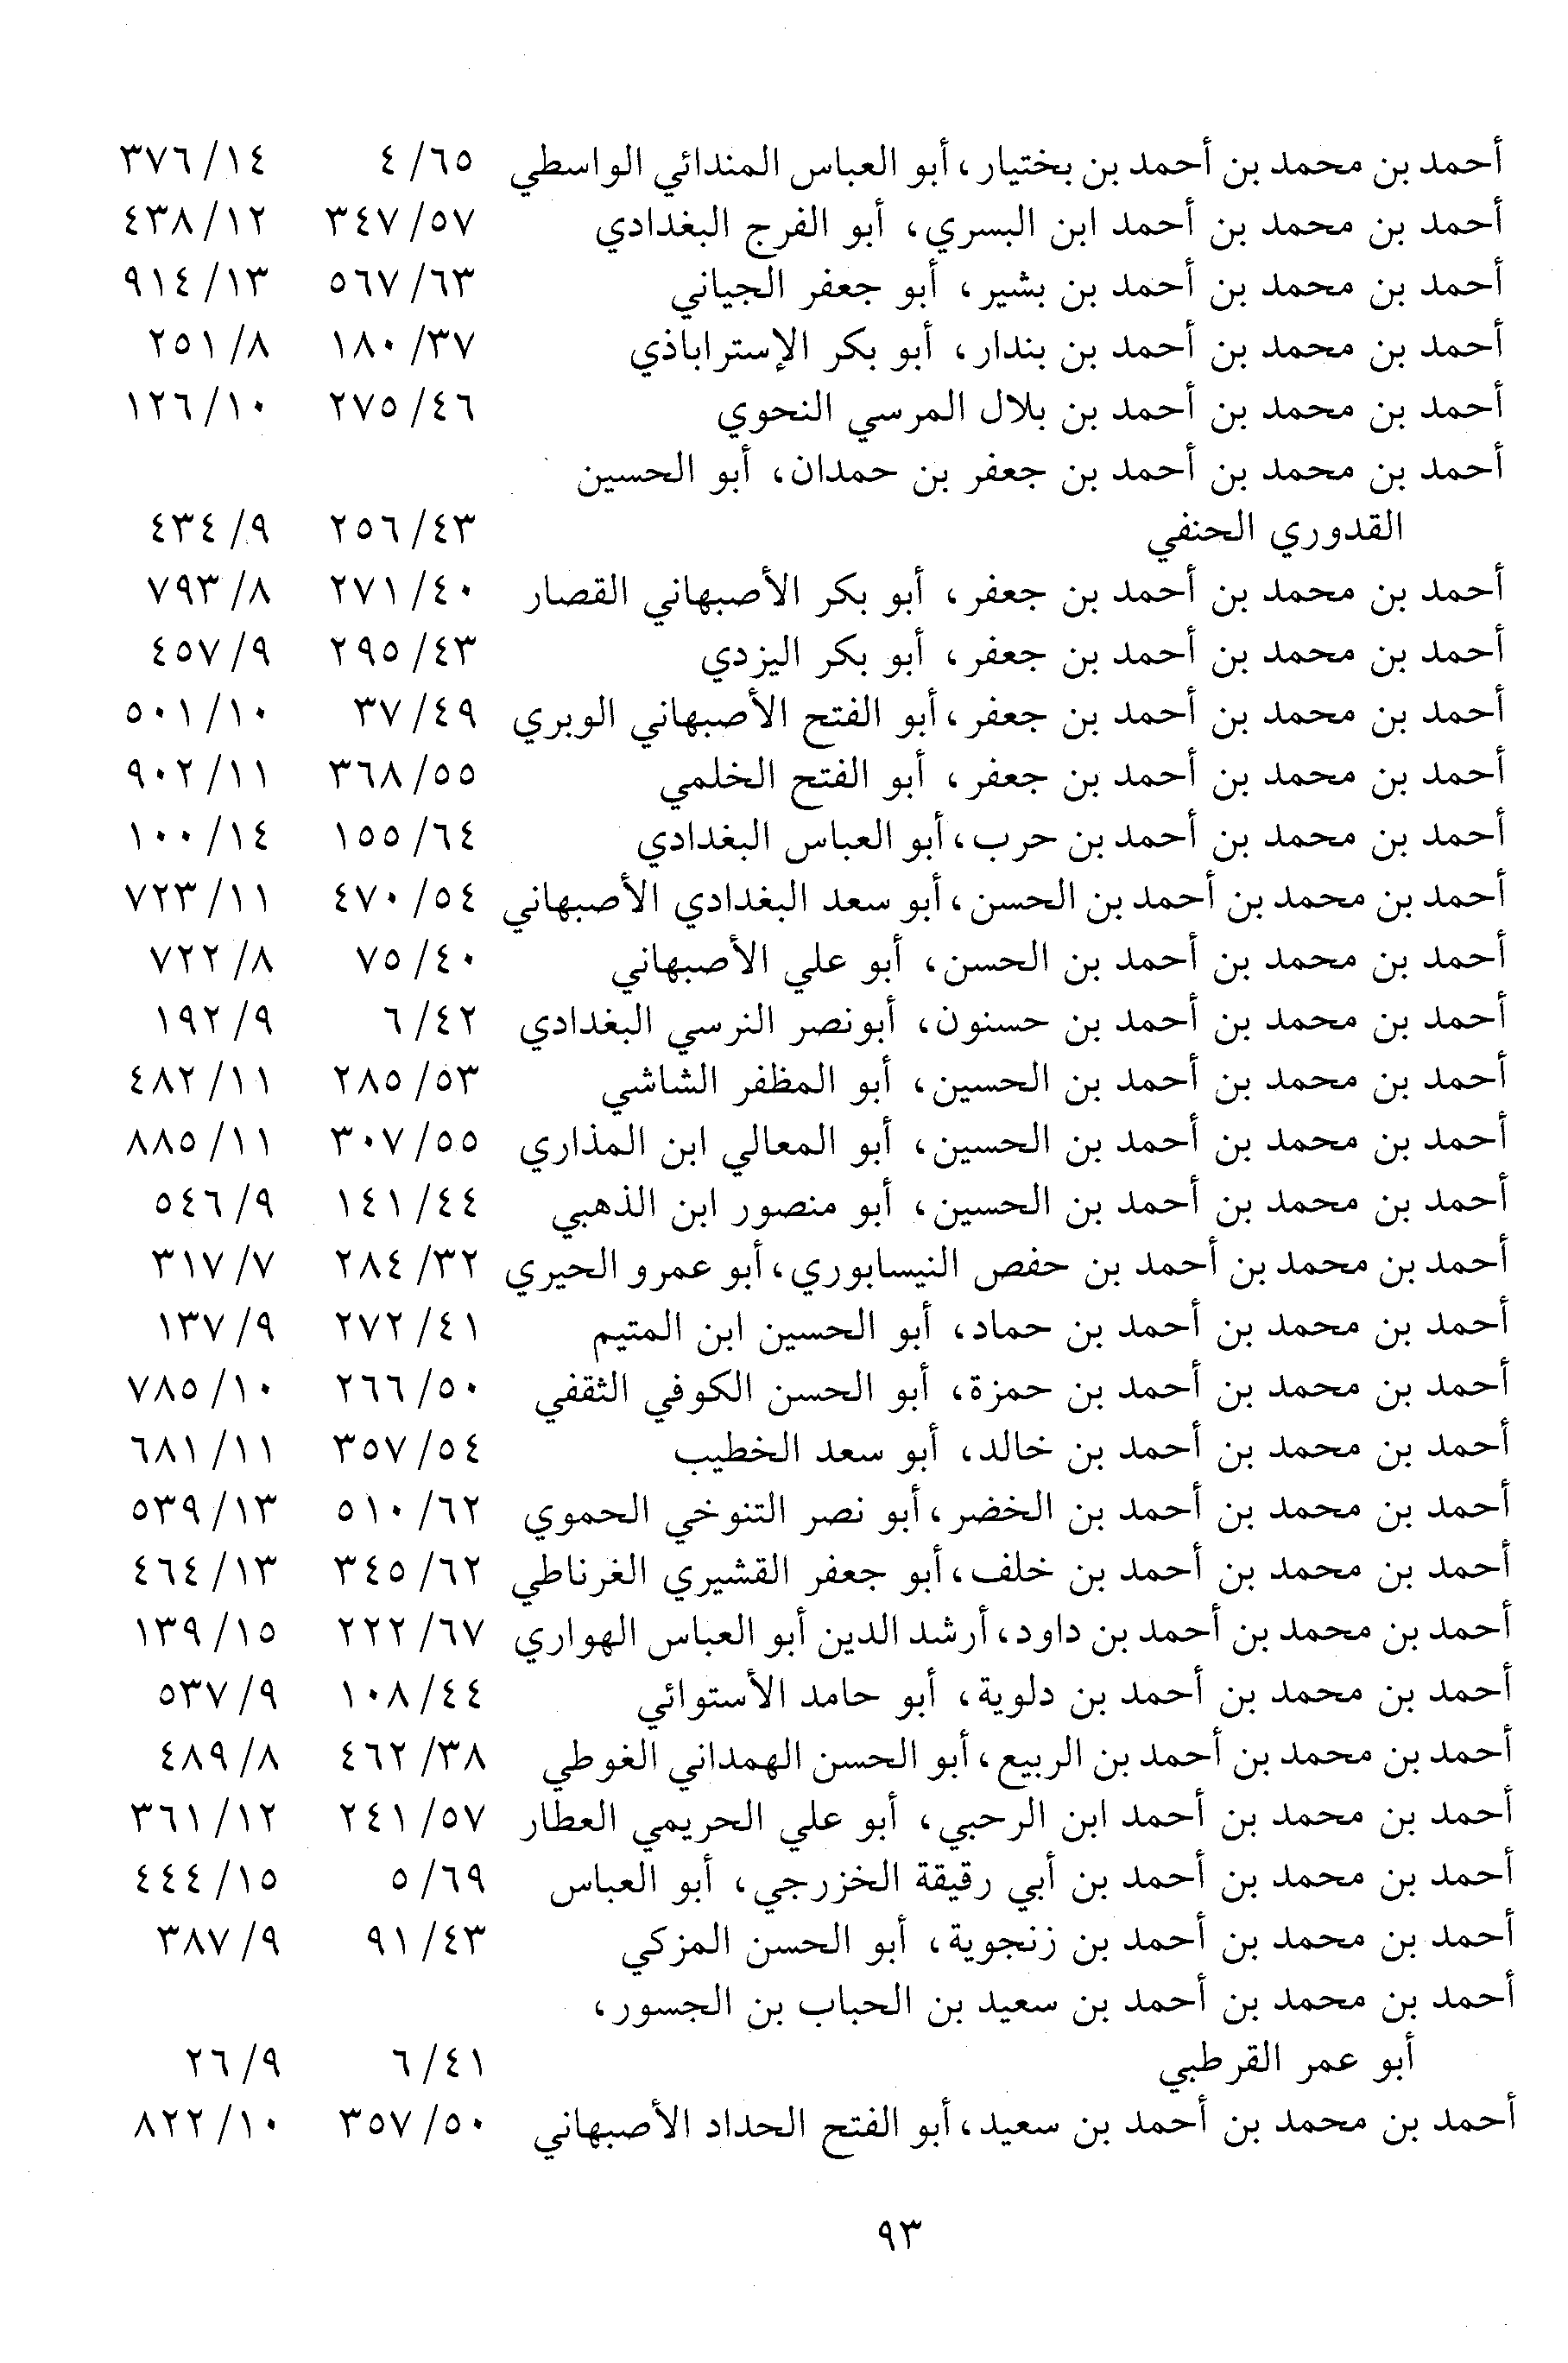 أحمد بن محمد بن أحمد بن بختيار، أبو العباس المندائي الواسطي ٤/٦٥ ٣٧٦/١٤
أحمد بن محمد بن أحمد ابن البسري، أبو الفرج البغدادي ٣٤٧/٥٧ ٤٣٨/١٢
أحمد بن محمد بن أحمد بن بشير، أبو جعفر الجياني ٥٦٧/٦٣ ٩١٤/١٣
أحمد بن محمد بن أحمد بن بندار، أبو بكر الإستراباذي ١٨٠/٣٧ ٢٥١/٨
أحمد بن محمد بن أحمد بن بلال المرسي النحوي ٢٧٥/٤٦ ١٢٦/١٠
أحمد بن محمد بن أحمد بن جعفر بن حمدان، أبو الحسين
القدوري الحنفي ٢٥٦/٤٣ ٤٣٤/٩
أحمد بن محمد بن أحمد بن جعفر، أبو بكر الأصبهاني القصار ٢٧١/٤٠ ٧٩٣/٨
أحمد بن محمد بن أحمد بن جعفر، أبو بكر اليزدي ٢٩٥/٤٣ ٤٥٧/٩
أحمد بن محمد بن أحمد بن جعفر، أبو الفتح الأصبهاني الوبري ٣٧/٤٩ ٥٠١/١٠
أحمد بن محمد بن أحمد بن جعفر، أبو الفتح الخلمي ٣٦٨/٥٥ ٩٠٢/١١
أحمد بن محمد بن أحمد بن حرب، أبو العباس البغدادي ١٥٥/٦٤ ١٠٠/١٤
أحمد بن محمد بن أحمد بن الحسن، أبو سعد البغدادي الأصبهاني ٤٧٠/٥٤ ٧٢٣/١١
أحمد بن محمد بن أحمد بن الحسن، أبو علي الأصبهاني ٧٥/٤٠ ٧٢٢/٨
أحمد بن محمد بن أحمد بن حسنون، أبونصر النرسي البغدادي ٦/٤٢ ١٩٢/٩
أحمد بن محمد بن أحمد بن الحسين، أبو المظفر الشاشي ٢٨٥/٥٣ ٤٨٢/١١
أحمد بن محمد بن أحمد بن الحسين، أبو المعالي ابن المذاري ٣٠٧/٥٥ ٨٨٥/١١
أحمد بن محمد بن أحمد بن الحسين، أبو منصور ابن الذهبي ١٤١/٤٤ ٥٤٦/٩
أحمد بن محمد بن أحمد بن حفص النيسابوري، أبو عمرو الحيري ٢٨٤/٣٢ ٣١٧/٧
أحمد بن محمد بن أحمد بن حماد، أبو الحسين ابن المتيم ٢٧٢/٤١ ١٣٧/٩
أحمد بن محمد بن أحمد بن حمزة، أبو الحسن الكوفي الثقفي ٢٦٦/٥٠ ٧٨٥/١٠
أحمد بن محمد بن أحمد بن خالد، أبو سعد الخطيب ٣٥٧/٥٤ ٦٨١/١١
أحمد بن محمد بن أحمد بن الخضر، أبو نصر التنوخي الحموي ٥١٠/٦٢ ٥٣٩/١٣
أحمد بن محمد بن أحمد بن خلف، أبو جعفر القشيري الغرناطي ٣٤٥/٦٢ ٤٦٤/١٣
أحمد بن محمد بن أحمد بن داود، أرشد الدين أبو العباس الهواري ٢٢٢/٦٧ ١٣٩/١٥
أحمد بن محمد بن أحمد بن دلوية، أبو حامد الأستوائي ١٠٨/٤٤ ٥٣٧/٩
أحمد بن محمد بن أحمد بن الربيع، أبو الحسن الهمداني الغوطي ٤٦٢/٣٨ ٤٨٩/٨
أحمد بن محمد بن أحمد ابن الرحبي، أبو علي الحريمي العطار ٢٤١/٥٧ ٣٦١/١٢
أحمد بن محمد بن أحمد بن أبي رقيقة الخزرجي، أبو العباس ٥/٦٩ ٤٤٤/١٥
أحمد بن محمد بن أحمد بن زنجوية، أبو الحسن المزكي ٩١/٤٣ ٣٨٧/٩
أحمد بن محمد بن أحمد بن سعيد بن الحباب بن الجسور،
أبو عمر القرطبي ٦/٤١ ٢٦/٩
أحمد بن محمد بن أحمد بن سعيد، أبو الفتح الحداد الأصبهاني ٣٥٧/٥٠ ٨٢٢/١٠
٩٣